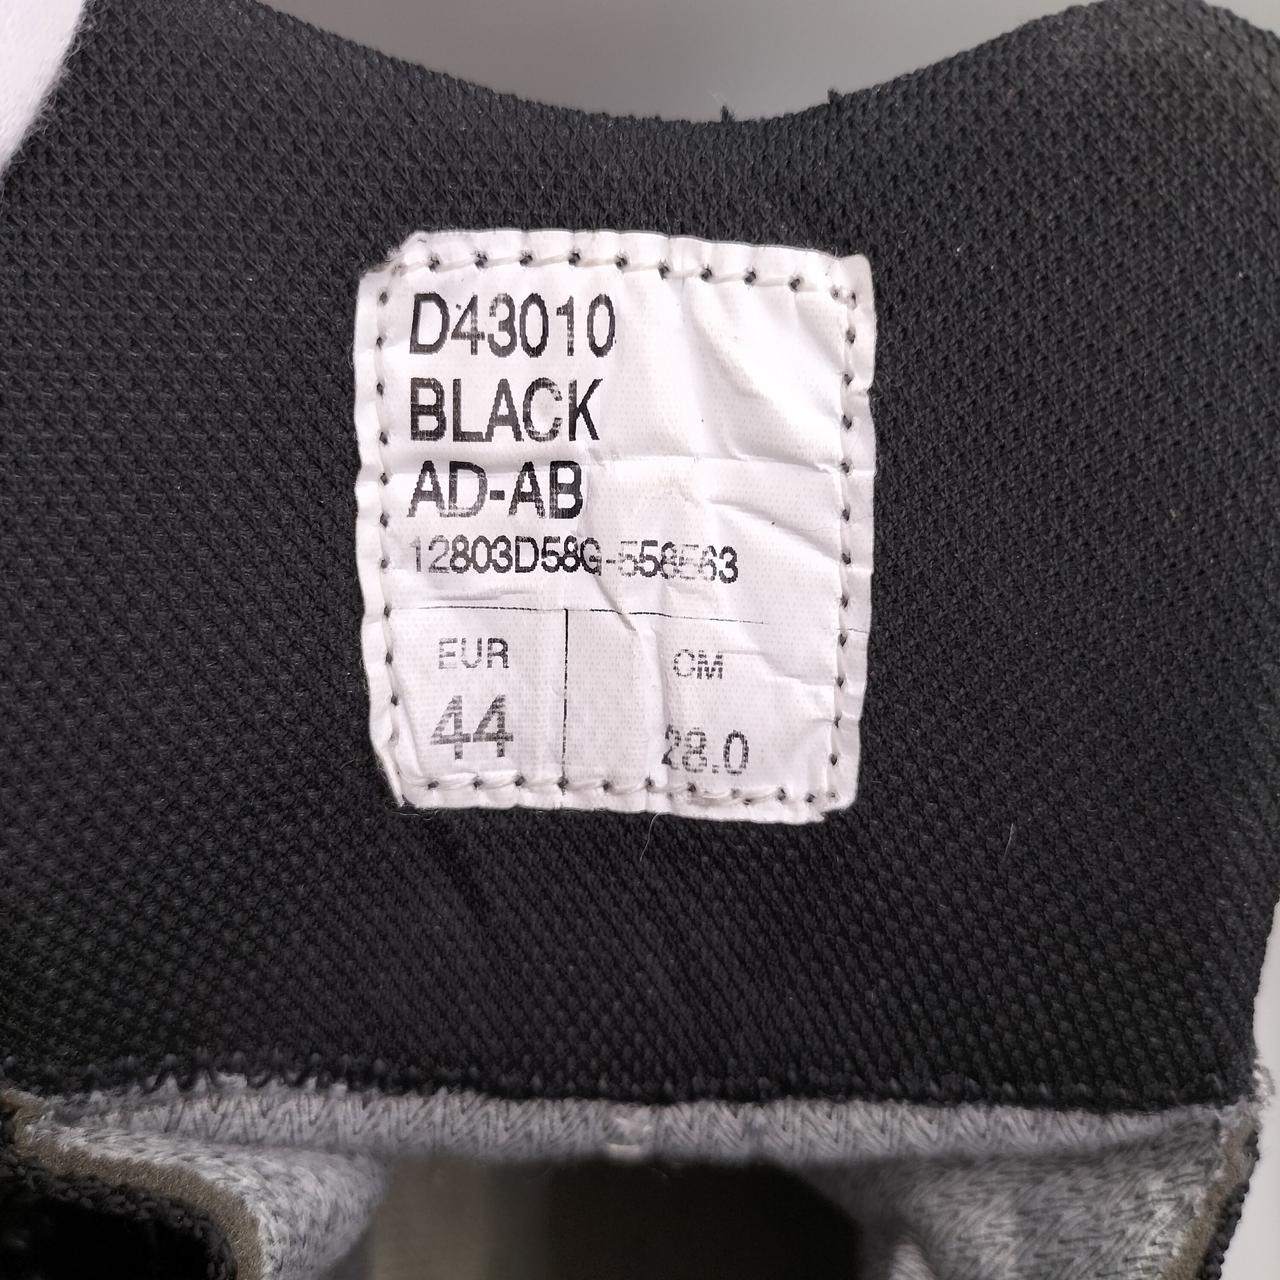 D43010
BLACK
AD-AB
12803D58G-558563
EUR
CM
44
28.0